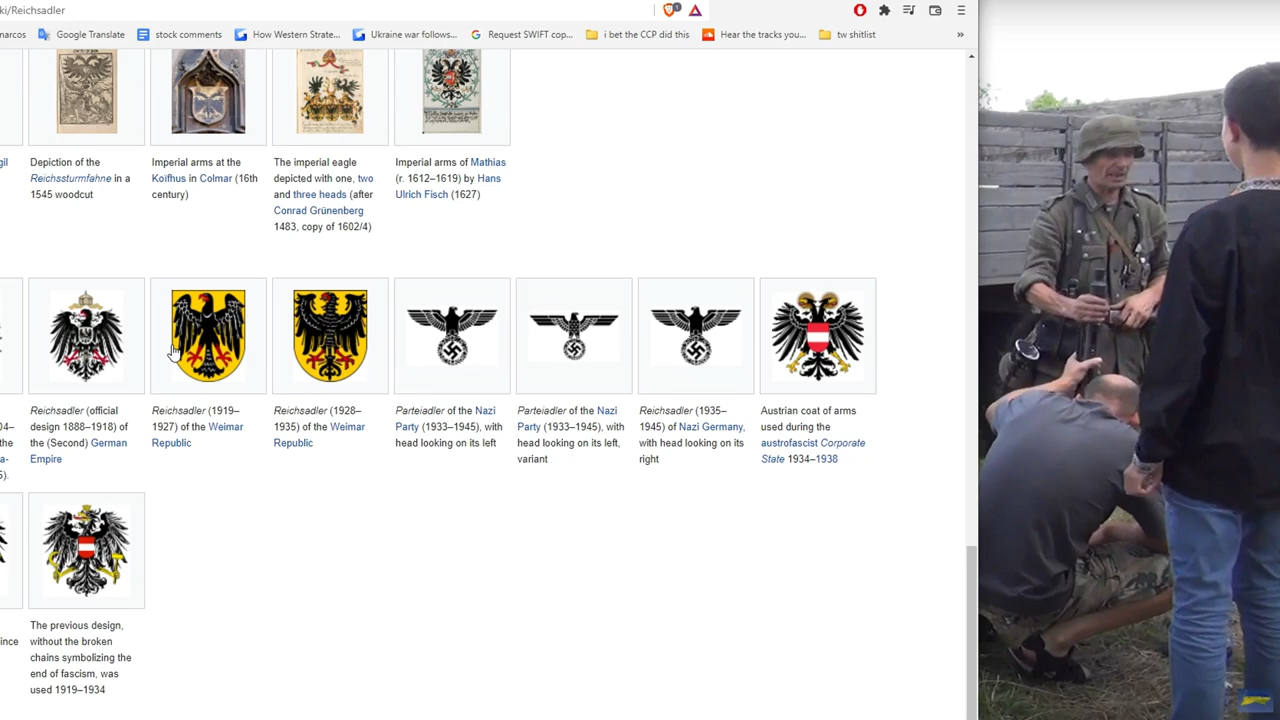 ki/Reichsadler
narcos
Google Translate
stock comments
How Western Strate...
Ukraine war follows...
Request SWIFT cop...
i bet the CCP did this
Hear the tracks you...
tw shitlist
»
gil
Depiction of the
Reichssturmfahne in a
1545 woodcut
Imperial arms at the
Koïfhus in Colmar (16th
century)
The imperial eagle
depicted with one, two
and three heads (after
Conrad Grünenberg
1483, copy of 1602/4)
Imperial arms of Mathias
(r. 1612–1619) by Hans
Ulrich Fisch (1627)
04–
the
a-
5).
Reichsadler (official
design 1888–1918) of
the (Second) German
Empire
Reichsadler (1919–
1927) of the Weimar
Republic
Reichsadler (1928–
1935) of the Weimar
Republic
Parteiadler of the Nazi
Party (1933–1945), with
head looking on its left
Parteiadler of the Nazi
Party (1933–1945), with
head looking on its left,
variant
Reichsadler (1935–
1945) of Nazi Germany,
with head looking on its
right
Austrian coat of arms
used during the
austrofascist Corporate
State 1934–1938
ince
The previous design,
without the broken
chains symbolizing the
end of fascism, was
used 1919–1934